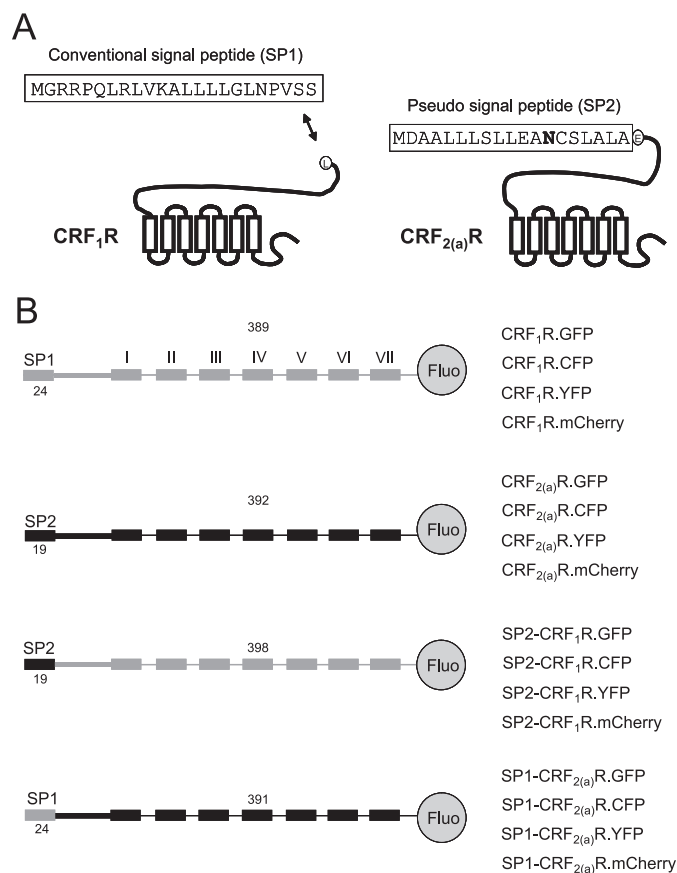 A
Conventional signal peptide (SP1)
MGRRPQLRLVKALLLLGLNPVSS
L
CRF1R
Pseudo signal peptide (SP2)
MDAALLLSLLEANCSLALA
E
CRF2(a)R
B
389
SP1 I II III IV V VI VII
24
Fluo
CRF1R.GFP
CRF1R.CFP
CRF1R.YFP
CRF1R.mCherry
392
SP2
19
Fluo
CRF2(a)R.GFP
CRF2(a)R.CFP
CRF2(a)R.YFP
CRF2(a)R.mCherry
398
SP2
19
Fluo
SP2-CRF1R.GFP
SP2-CRF1R.CFP
SP2-CRF1R.YFP
SP2-CRF1R.mCherry
391
SP1
24
Fluo
SP1-CRF2(a)R.GFP
SP1-CRF2(a)R.CFP
SP1-CRF2(a)R.YFP
SP1-CRF2(a)R.mCherry